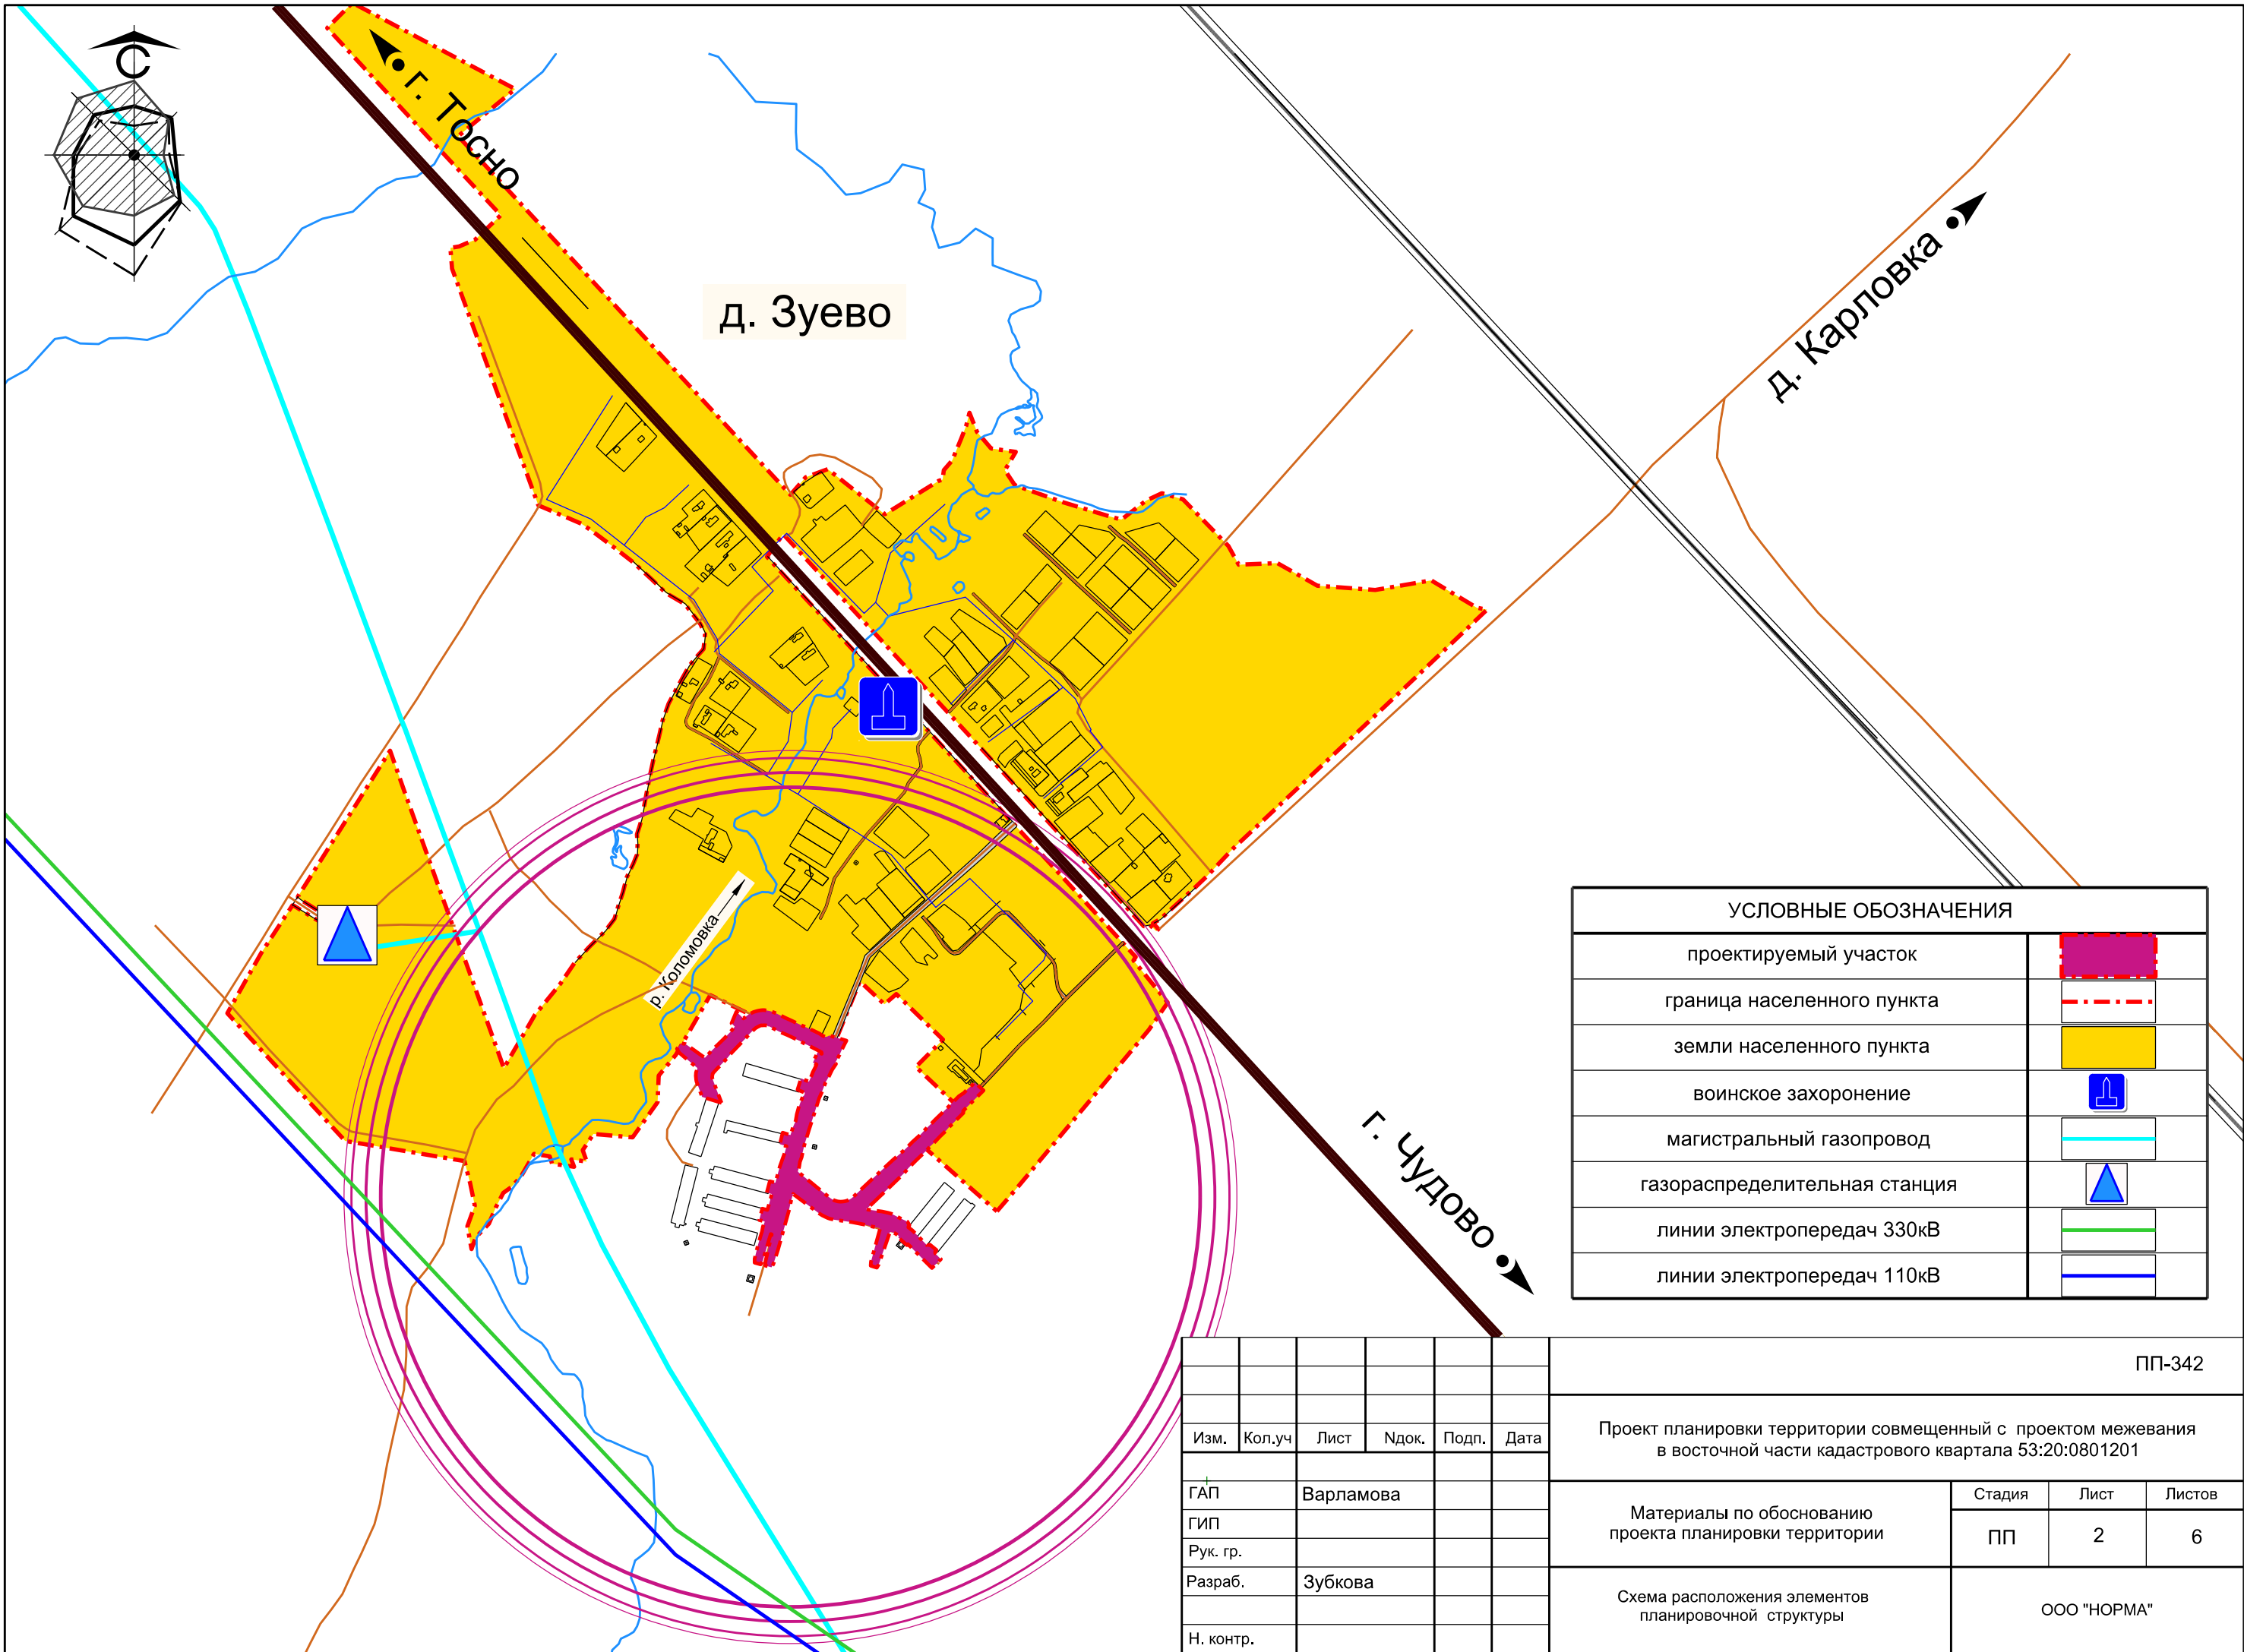 С
г. Тосно
д. Зуево
д. Карловка
р. Коломовка
г. Чудово
УСЛОВНЫЕ ОБОЗНАЧЕНИЯ
проектируемый участок
граница населенного пункта
земли населенного пункта
воинское захоронение
магистральный газопровод
газораспределительная станция
линии электропередач 330кВ
линии электропередач 110кВ
ПП-342
Изм. Кол.уч Лист Nдок. Подп. Дата
Проект планировки территории совмещенный с проектом межевания
в восточной части кадастрового квартала 53:20:0801201
ГАП Варламова
ГИП
Рук. гр.
Разраб. Зубкова
Н. контр.
Материалы по обоснованию
проекта планировки территории
Стадия Лист Листов
ПП 2 6
Схема расположения элементов
планировочной структуры
ООО "НОРМА"